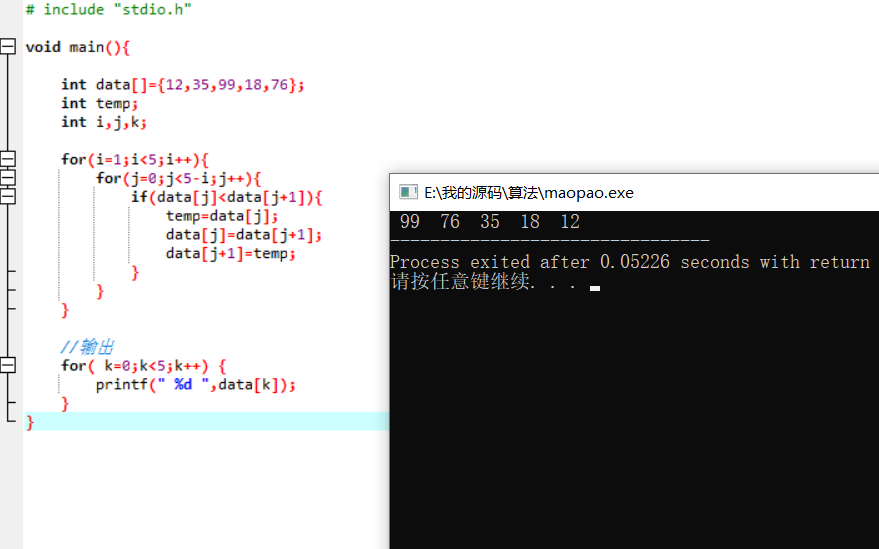 # include "stdio.h"
void main(){
int data[]={12,35,99,18,76};
int temp;
int i,j,k;
for(i=1;i<5;i++){
for(j=0;j<5-i;j++){
if(data[j]<data[j+1]){
temp=data[j];
data[j]=data[j+1];
data[j+1]=temp;
}
}
}
//输出
for( k=0;k<5;k++) {
printf(" %d ",data[k]);
}
}
E:\我的源码\算法\maopao.exe
99 76 35 18 12
--------------------------------
Process exited after 0.05226 seconds with return
请按任意键继续. . .